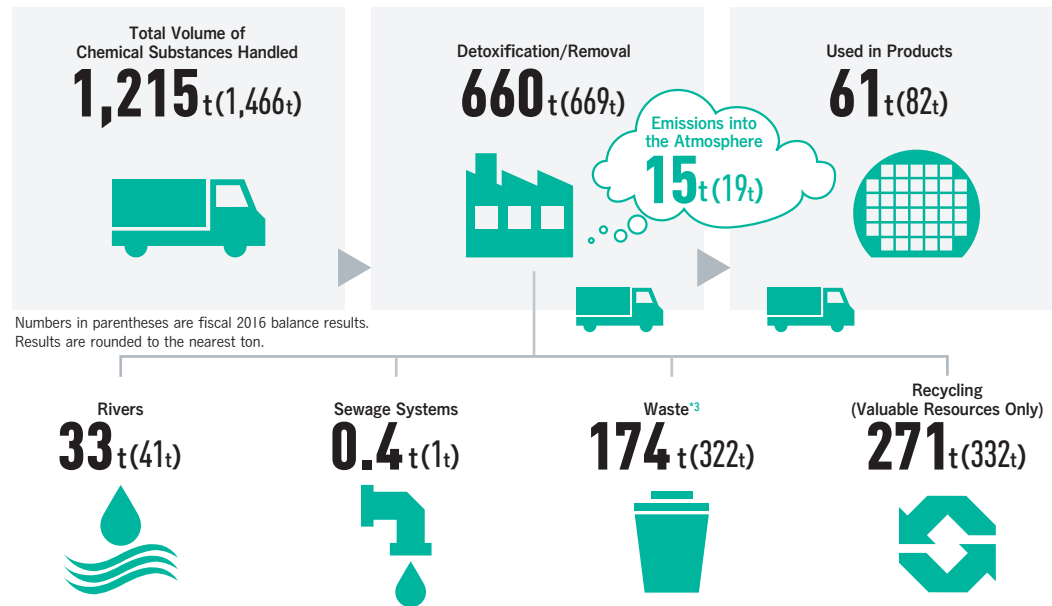 Total Volume of
Chemical Substances Handled
1,215t(1,466t)
Detoxification/Removal
660t(669t)
Emissions into
the Atmosphere
15t(19t)
Used in Products
61t(82t)
Numbers in parentheses are fiscal 2016 balance results.
Results are rounded to the nearest ton.
Rivers
33t(41t)
Sewage Systems
0.4t(1t)
Waste*3
174t(322t)
Recycling
(Valuable Resources Only)
271t(332t)